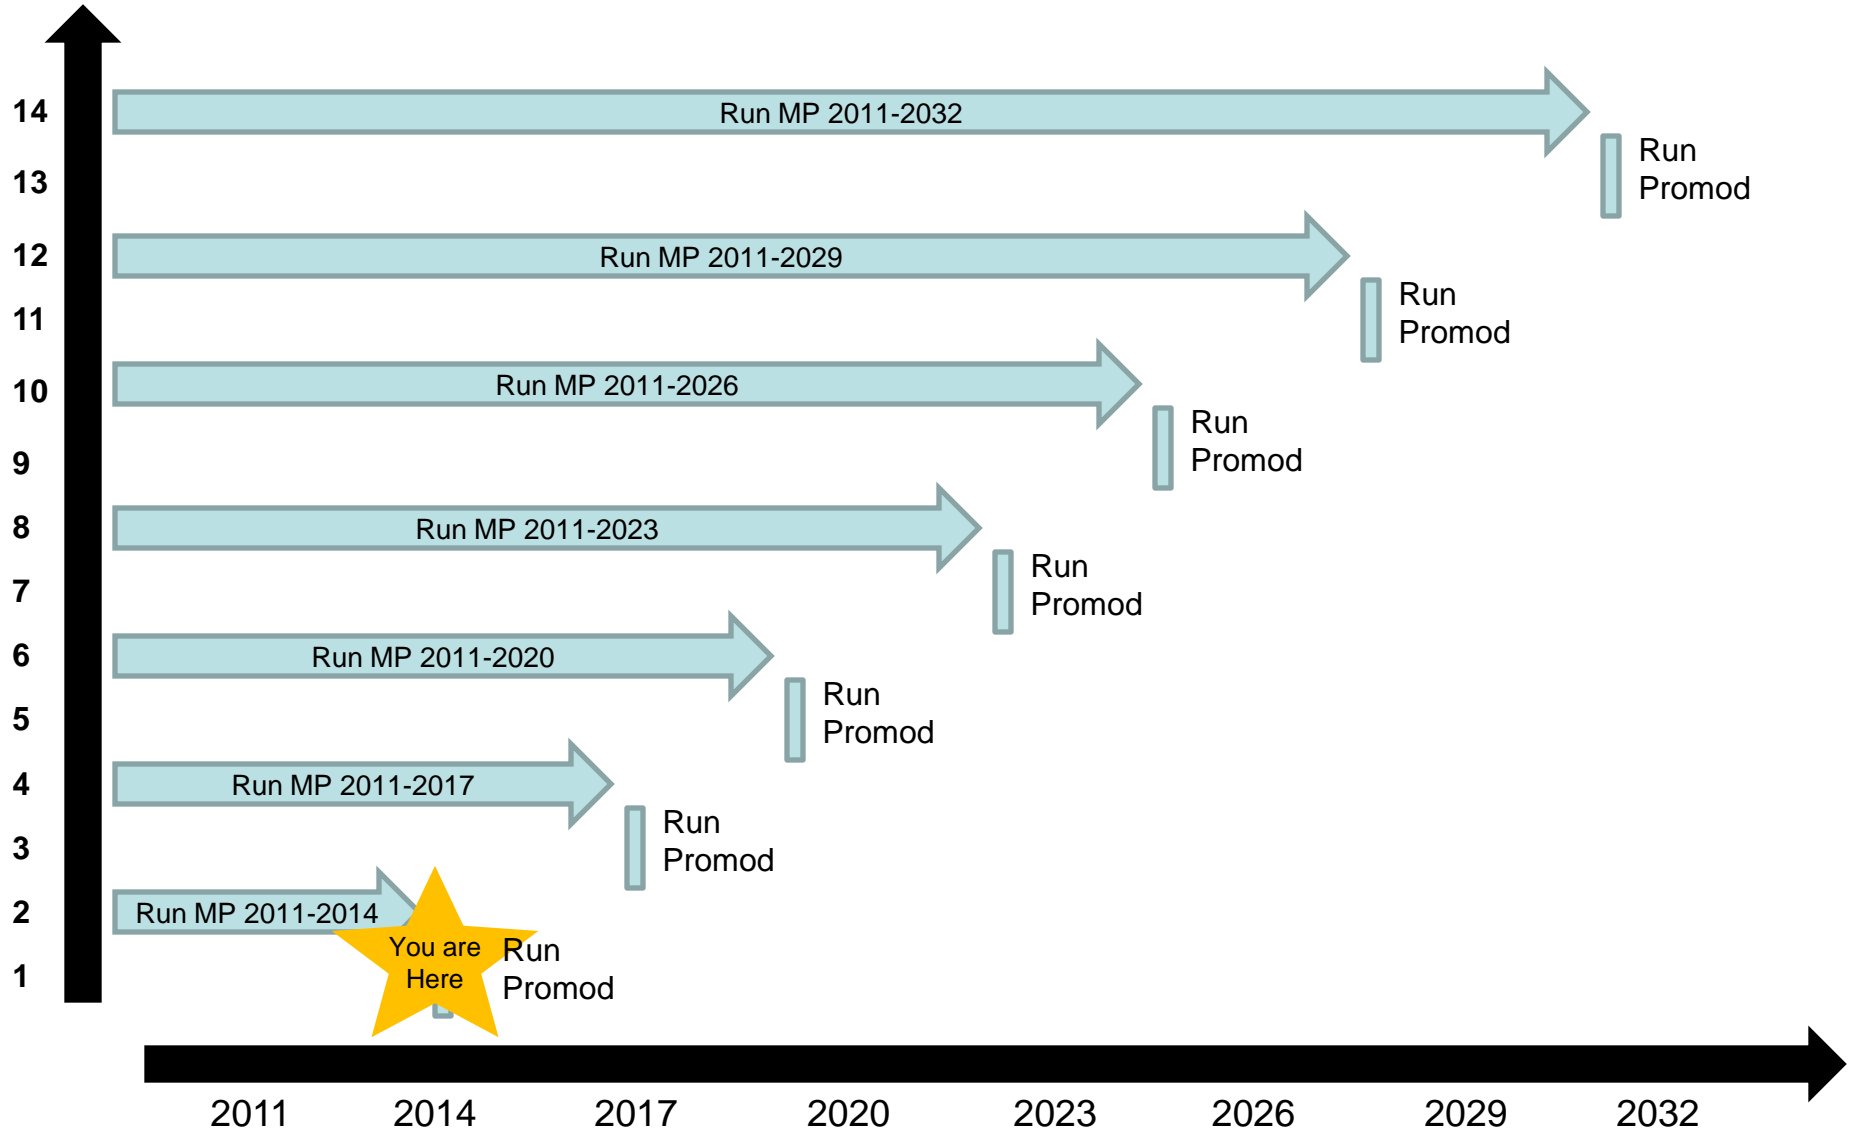 14
Run MP 2011-2032
Run
Promod
13
12
Run MP 2011-2029
Run
Promod
11
10
Run MP 2011-2026
Run
Promod
9
8
Run MP 2011-2023
Run
Promod
7
6
Run MP 2011-2020
Run
Promod
5
4
Run MP 2011-2017
Run
Promod
3
2
Run MP 2011-2014
You are
Here
Run
Promod
1
2011 2014 2017 2020 2023 2026 2029 2032